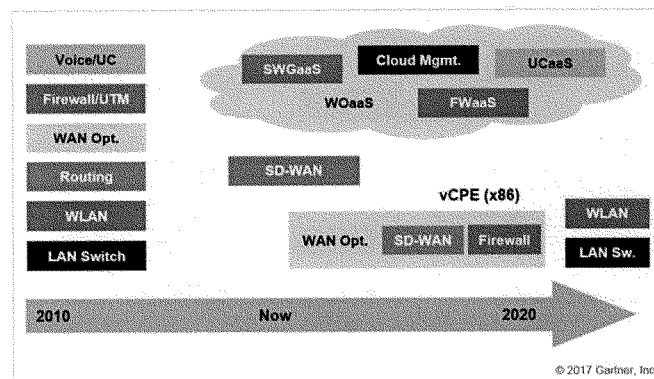 Voice/UC
Firewall/UTM
WAN Opt.
Routing
WLAN
LAN Switch
SWGaaS
Cloud Mgmt.
UCaaS
WOaaS
FWaaS
SD-WAN
vCPE (x86)
WAN Opt.
SD-WAN
Firewall
WLAN
LAN Sw.
2010
Now
2020
© 2017 Gartner, Inc